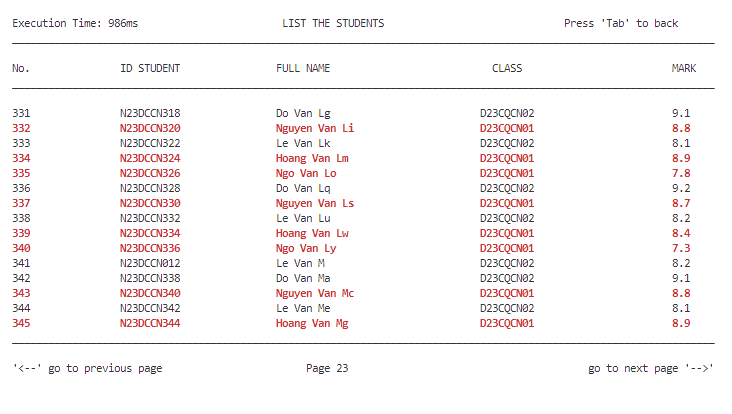 Execution Time: 986ms LIST THE STUDENTS Press 'Tab' to back
No. ID STUDENT FULL NAME CLASS MARK
331 N23DCCN318 Do Van Lg D23CQCN02 9.1
332 N23DCCN320 Nguyen Van Li D23CQCN01 8.8
333 N23DCCN322 Le Van Lk D23CQCN02 8.1
334 N23DCCN324 Hoang Van Lm D23CQCN01 8.9
335 N23DCCN326 Ngo Van Lo D23CQCN01 7.8
336 N23DCCN328 Do Van Lq D23CQCN02 9.2
337 N23DCCN330 Nguyen Van Ls D23CQCN01 8.7
338 N23DCCN332 Le Van Lu D23CQCN02 8.2
339 N23DCCN334 Hoang Van Lw D23CQCN01 8.4
340 N23DCCN336 Ngo Van Ly D23CQCN01 7.3
341 N23DCCN012 Le Van M D23CQCN02 8.2
342 N23DCCN338 Do Van Ma D23CQCN02 9.1
343 N23DCCN340 Nguyen Van Mc D23CQCN01 8.8
344 N23DCCN342 Le Van Me D23CQCN02 8.1
345 N23DCCN344 Hoang Van Mg D23CQCN01 8.9
'<--' go to previous page Page 23 go to next page '-->'